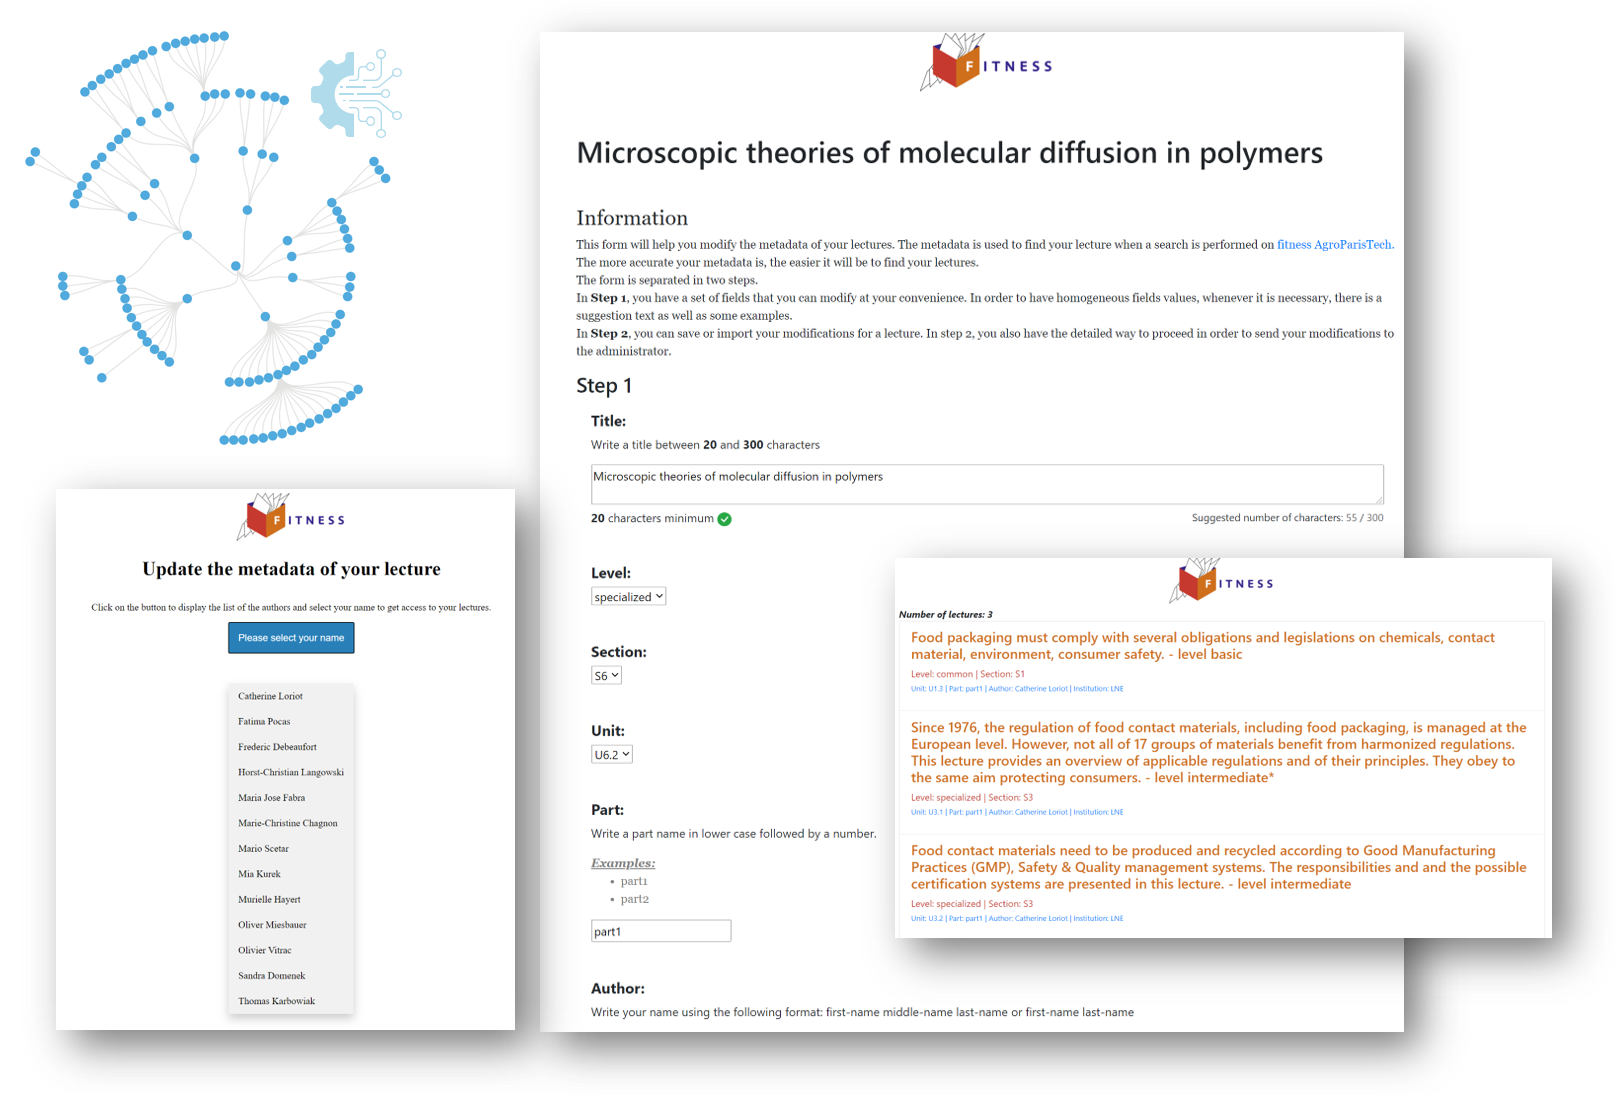 FITNESS
Update the metadata of your lecture
Click on the button to display the list of the authors and select your name to get access to your lectures.
Please select your name
Catherine Loriot
Fatima Pocas
Frederic Debeaufort
Horst-Christian Langowski
Maria Jose Fabra
Marie-Christine Chagnon
Mario Scetar
Mia Kurek
Murielle Hayert
Oliver Miesbauer
Olivier Vitrac
Sandra Domenek
Thomas Karbowiak
FITNESS
Microscopic theories of molecular diffusion in polymers
Information
This form will help you modify the metadata of your lectures. The metadata is used to find your lecture when a search is performed on fitness AgroParisTech.
The more accurate your metadata is, the easier it will be to find your lectures.
The form is separated in two steps.
In Step 1, you have a set of fields that you can modify at your convenience. In order to have homogeneous fields values, whenever it is necessary, there is a
suggestion text as well as some examples.
In Step 2, you can save or import your modifications for a lecture. In step 2, you also have the detailed way to proceed in order to send your modifications to
the administrator.
Step 1
Title:
Write a title between 20 and 300 characters
Microscopic theories of molecular diffusion in polymers
20 characters minimum
Suggested number of characters: 55 / 300
Level:
specialized
Section:
S6
Unit:
U6.2
Part:
Write a part name in lower case followed by a number.
Examples:
• part1
• part2
part1
Author:
Write your name using the following format: first-name middle-name last-name or first-name last-name
FITNESS
Number of lectures: 3
Food packaging must comply with several obligations and legislations on chemicals, contact
material, environment, consumer safety. - level basic
Level: common | Section: S1
Unit: U1.3 | Part: part1 | Author: Catherine Loriot | Institution: LNE
Since 1976, the regulation of food contact materials, including food packaging, is managed at the
European level. However, not all of 17 groups of materials benefit from harmonized regulations.
This lecture provides an overview of applicable regulations and of their principles. They obey to
the same aim protecting consumers. - level intermediate*
Level: specialized | Section: S3
Unit: U3.1 | Part: part1 | Author: Catherine Loriot | Institution: LNE
Food contact materials need to be produced and recycled according to Good Manufacturing
Practices (GMP), Safety & Quality management systems. The responsibilities and and the possible
certification systems are presented in this lecture. - level intermediate
Level: specialized | Section: S3
Unit: U3.2 | Part: part1 | Author: Catherine Loriot | Institution: LNE